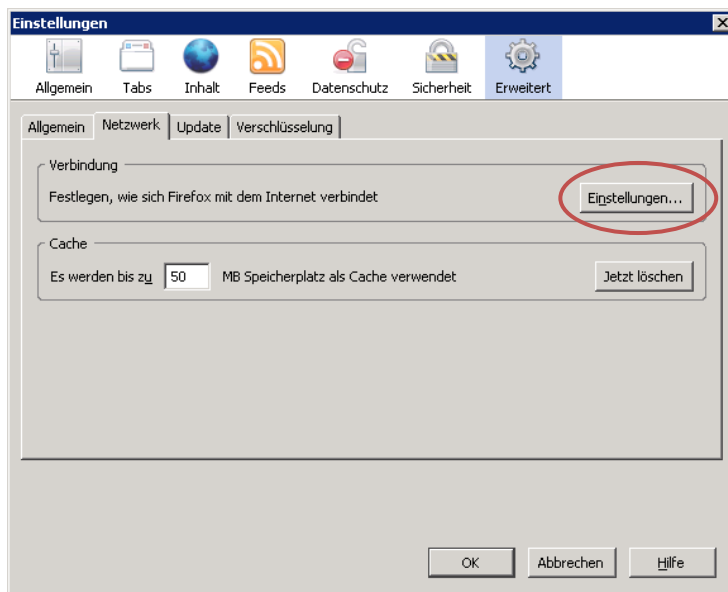 Einstellungen
Allgemein Tabs Inhalt Feeds Datenschutz Sicherheit Erweitert
Allgemein Netzwerk Update Verschlüsselung
Verbindung
Festlegen, wie sich Firefox mit dem Internet verbindet Einstellungen...
Cache
Es werden bis zu 50 MB Speicherplatz als Cache verwendet Jetzt löschen
OK Abbrechen Hilfe